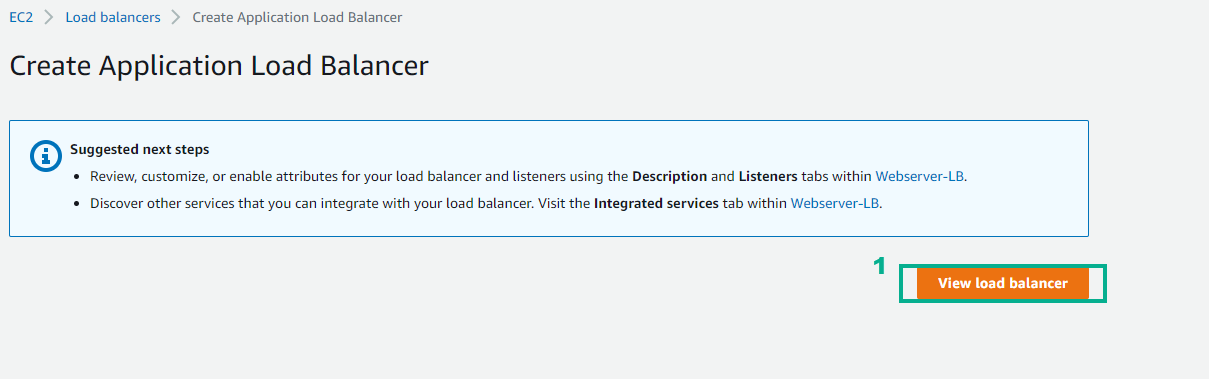 EC2 > Load balancers > Create Application Load Balancer
Create Application Load Balancer
Suggested next steps
• Review, customize, or enable attributes for your load balancer and listeners using the Description and Listeners tabs within Webserver-LB.
• Discover other services that you can integrate with your load balancer. Visit the Integrated services tab within Webserver-LB.
1
View load balancer